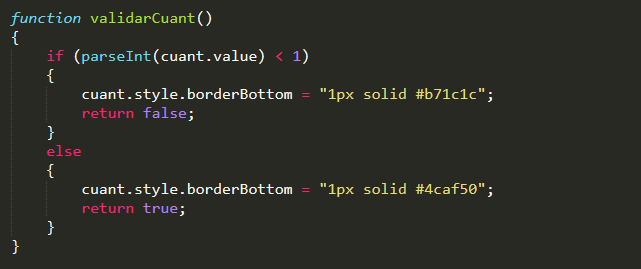 function validarCuant()
{
    if (parseInt(cuant.value) < 1)
    {
        cuant.style.borderBottom = "1px solid #b71c1c";
        return false;
    }
    else
    {
        cuant.style.borderBottom = "1px solid #4caf50";
        return true;
    }
}